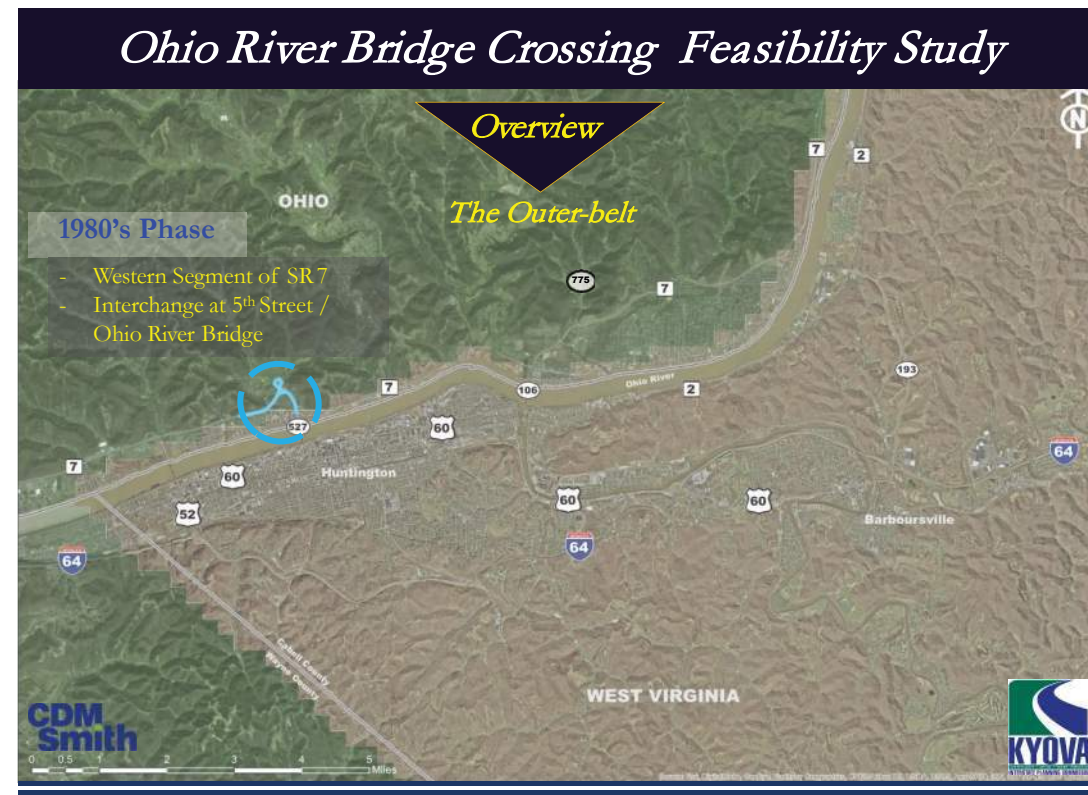 Ohio River Bridge Crossing Feasibility Study
Overview
The Outer-belt
N
7
2
OHIO
1980's Phase
- Western Segment of SR7
- Interchange at 5th Street /
Ohio River Bridge
775
7
193
7
106
Ohio River
2
527
60
64
7
60
Huntington
52
60
60
Barboursville
64
64
Cabell County
Wayne County
WEST VIRGINIA
CDM
Smith
KYOVA
0 0.5 1 2 3 4 5
Miles